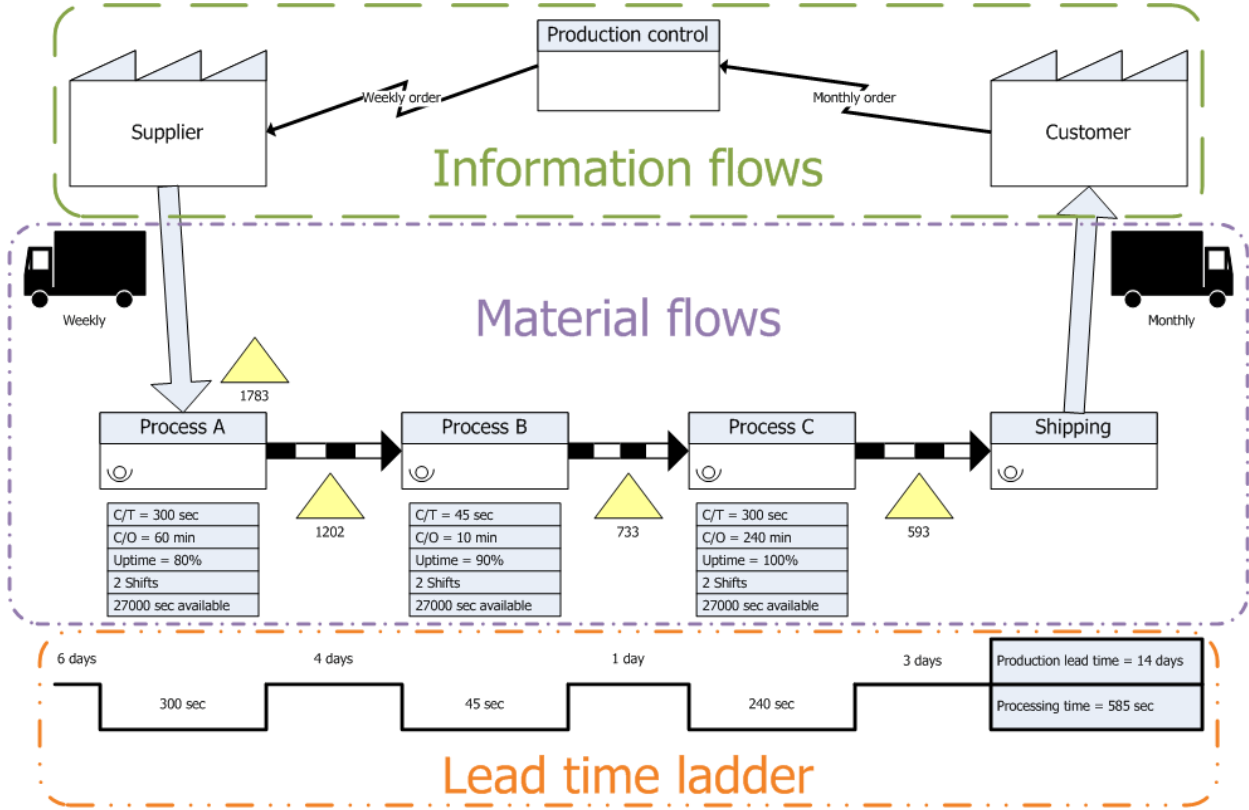 Production control
Weekly order
Monthly order
Supplier
Customer
Information flows
Weekly
Material flows
Monthly
1783
Process A
Process B
Process C
Shipping
1202
733
593
C/T = 300 sec
C/O = 60 min
Uptime = 80%
2 Shifts
27000 sec available
C/T = 45 sec
C/O = 10 min
Uptime = 90%
2 Shifts
27000 sec available
C/T = 300 sec
C/O = 240 min
Uptime = 100%
2 Shifts
27000 sec available
6 days
4 days
1 day
3 days
Production lead time = 14 days
300 sec
45 sec
240 sec
Processing time = 585 sec
Lead time ladder